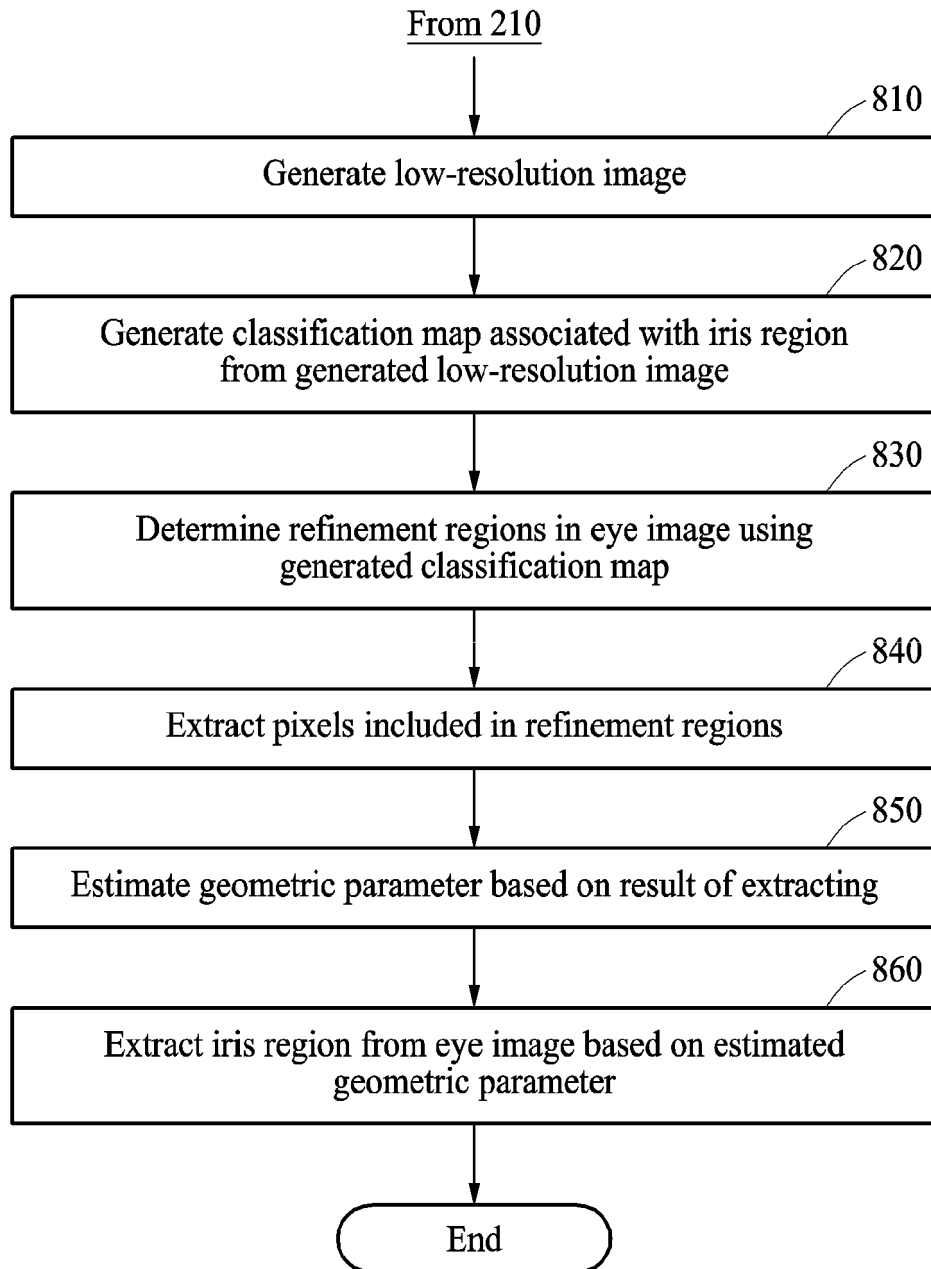 From 210
810
Generate low-resolution image
820
Generate classification map associated with iris region
from generated low-resolution image
830
Determine refinement regions in eye image using
generated classification map
840
Extract pixels included in refinement regions
850
Estimate geometric parameter based on result of extracting
860
Extract iris region from eye image based on estimated
geometric parameter
End